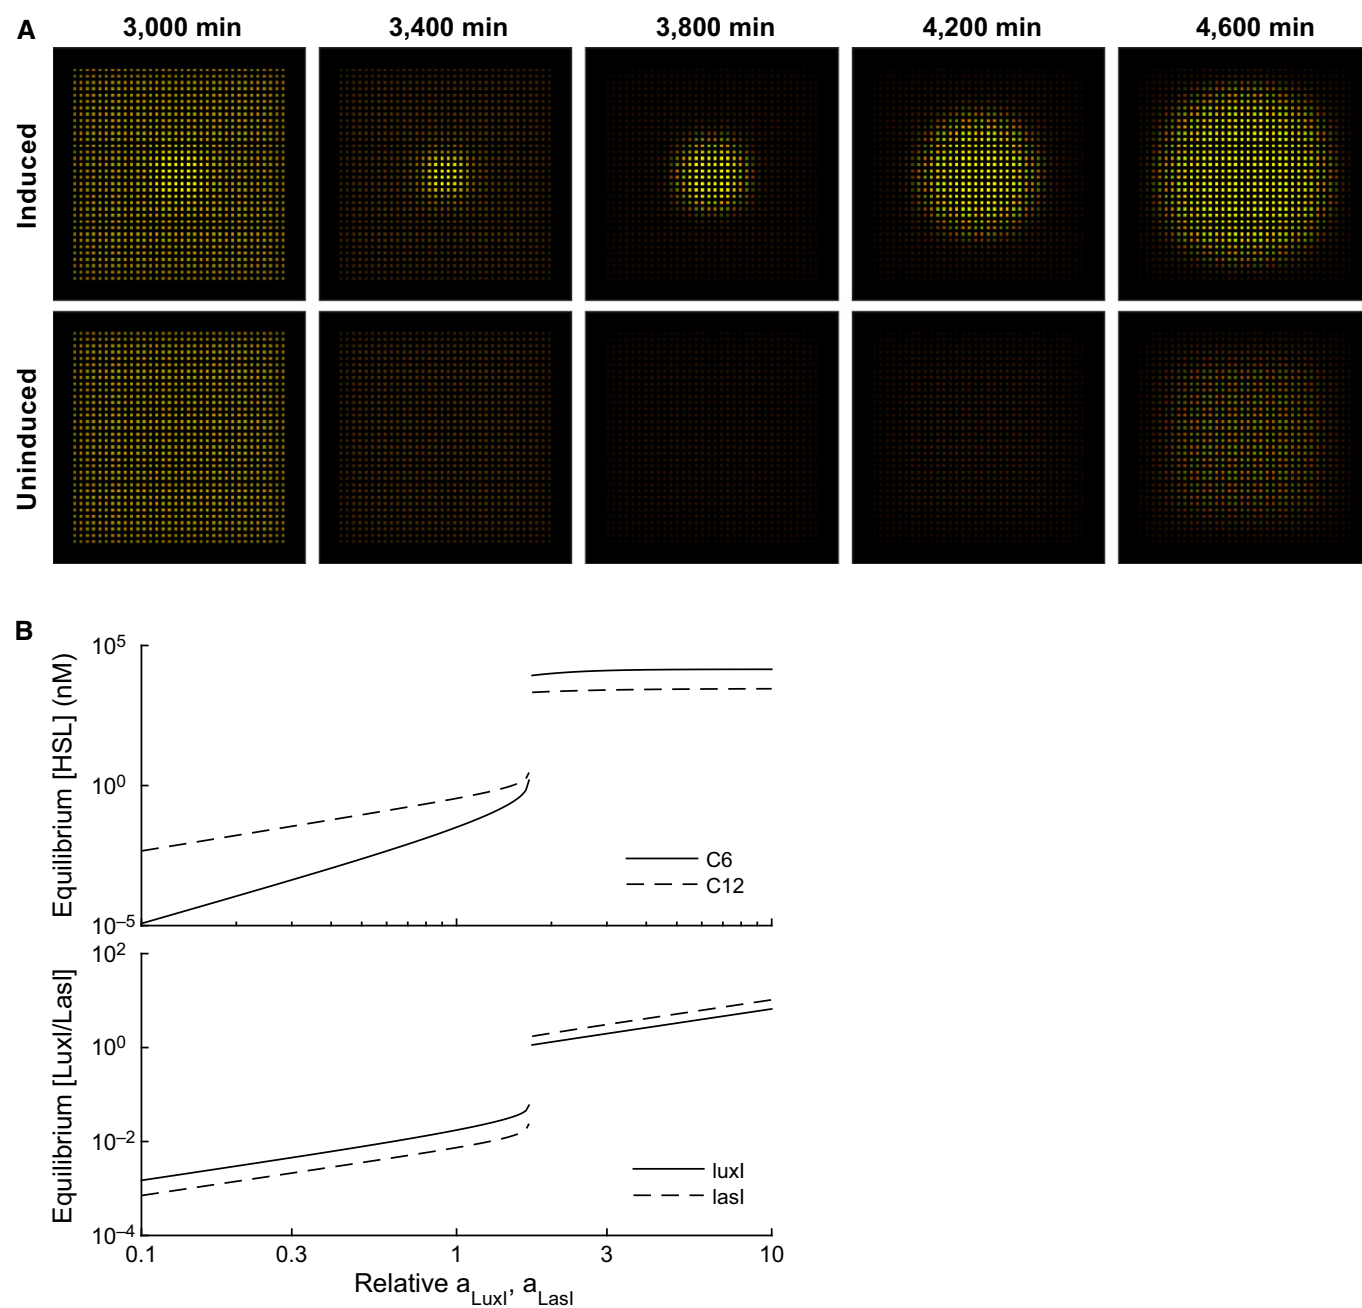 A
3,000 min 3,400 min 3,800 min 4,200 min 4,600 min
Induced
Uninduced
B
Equilibrium [HSL] (nM)
10^5
10^0
10^–5
C6
C12
Equilibrium [LuxI/LasI]
10^2
10^0
10^–2
10^–4
luxI
lasI
0.1 0.3 1 3 10
Relative a_LuxI, a_LasI